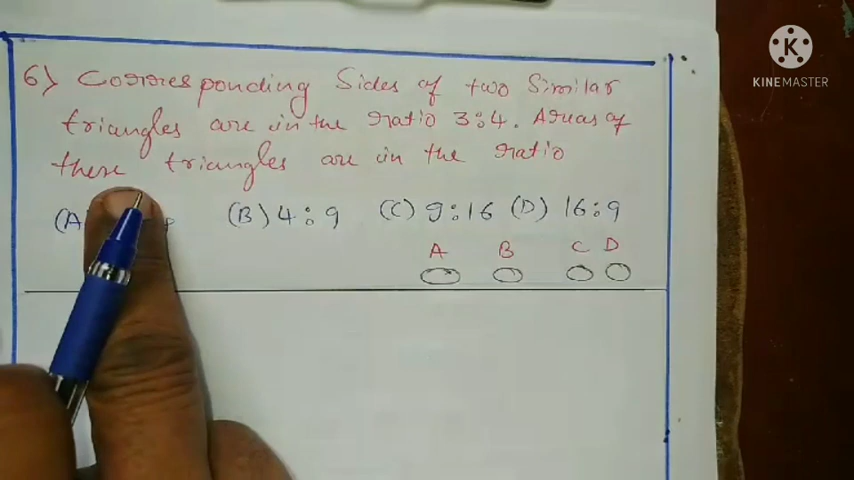 K
KINEMASTER
6) Corresponding Sides of two Similar
triangles are in the ratio 3:4. Areas of
these triangles are in the ratio
(A) (B) 4:9 (C) 9:16 (D) 16:9
A B C D